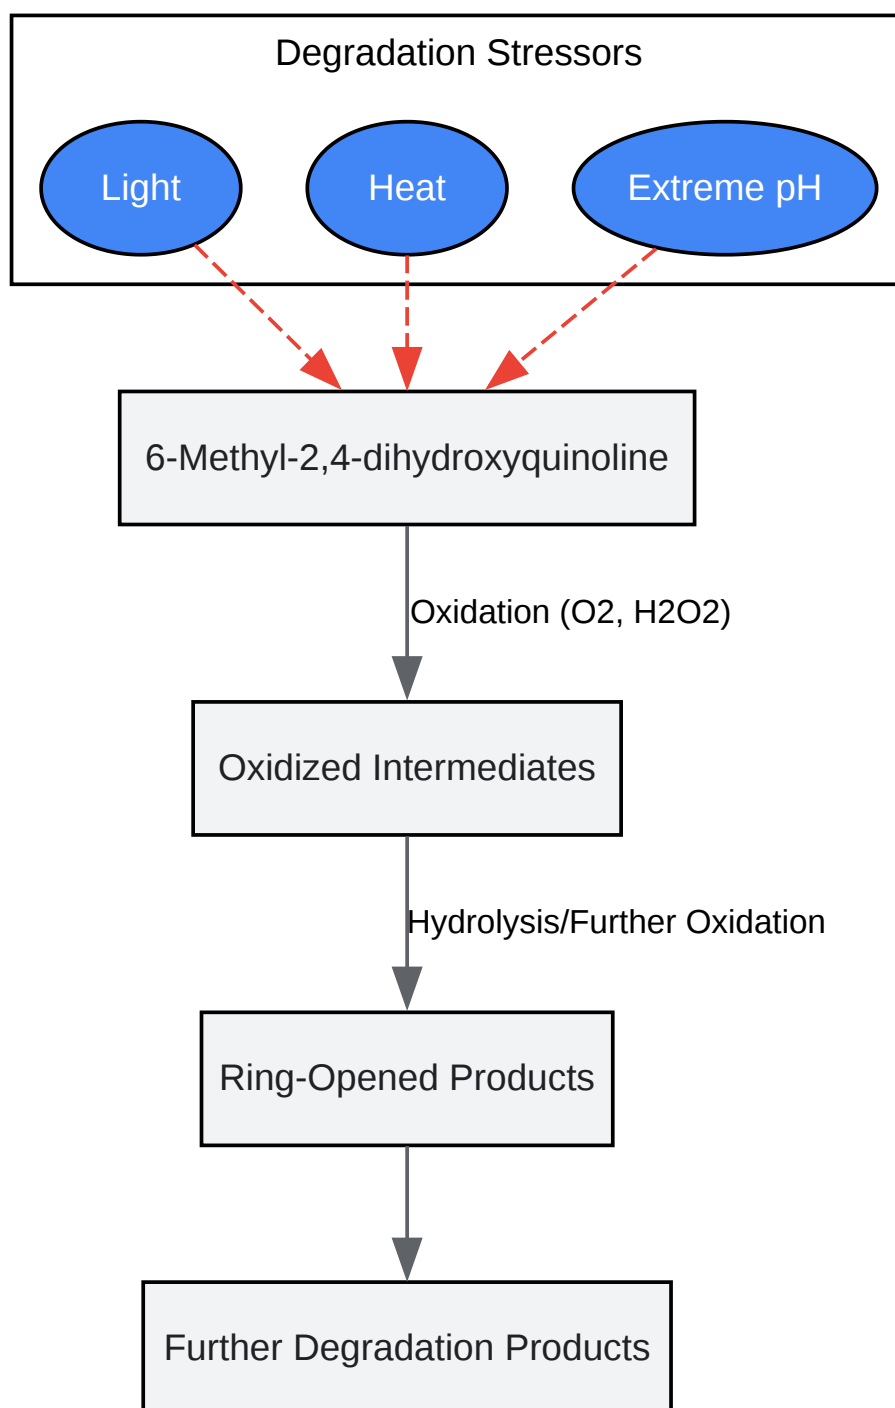 Degradation Stressors
Light
Heat
Extreme pH
6-Methyl-2,4-dihydroxyquinoline
Oxidation (O2, H2O2)
Oxidized Intermediates
Hydrolysis/Further Oxidation
Ring-Opened Products
Further Degradation Products